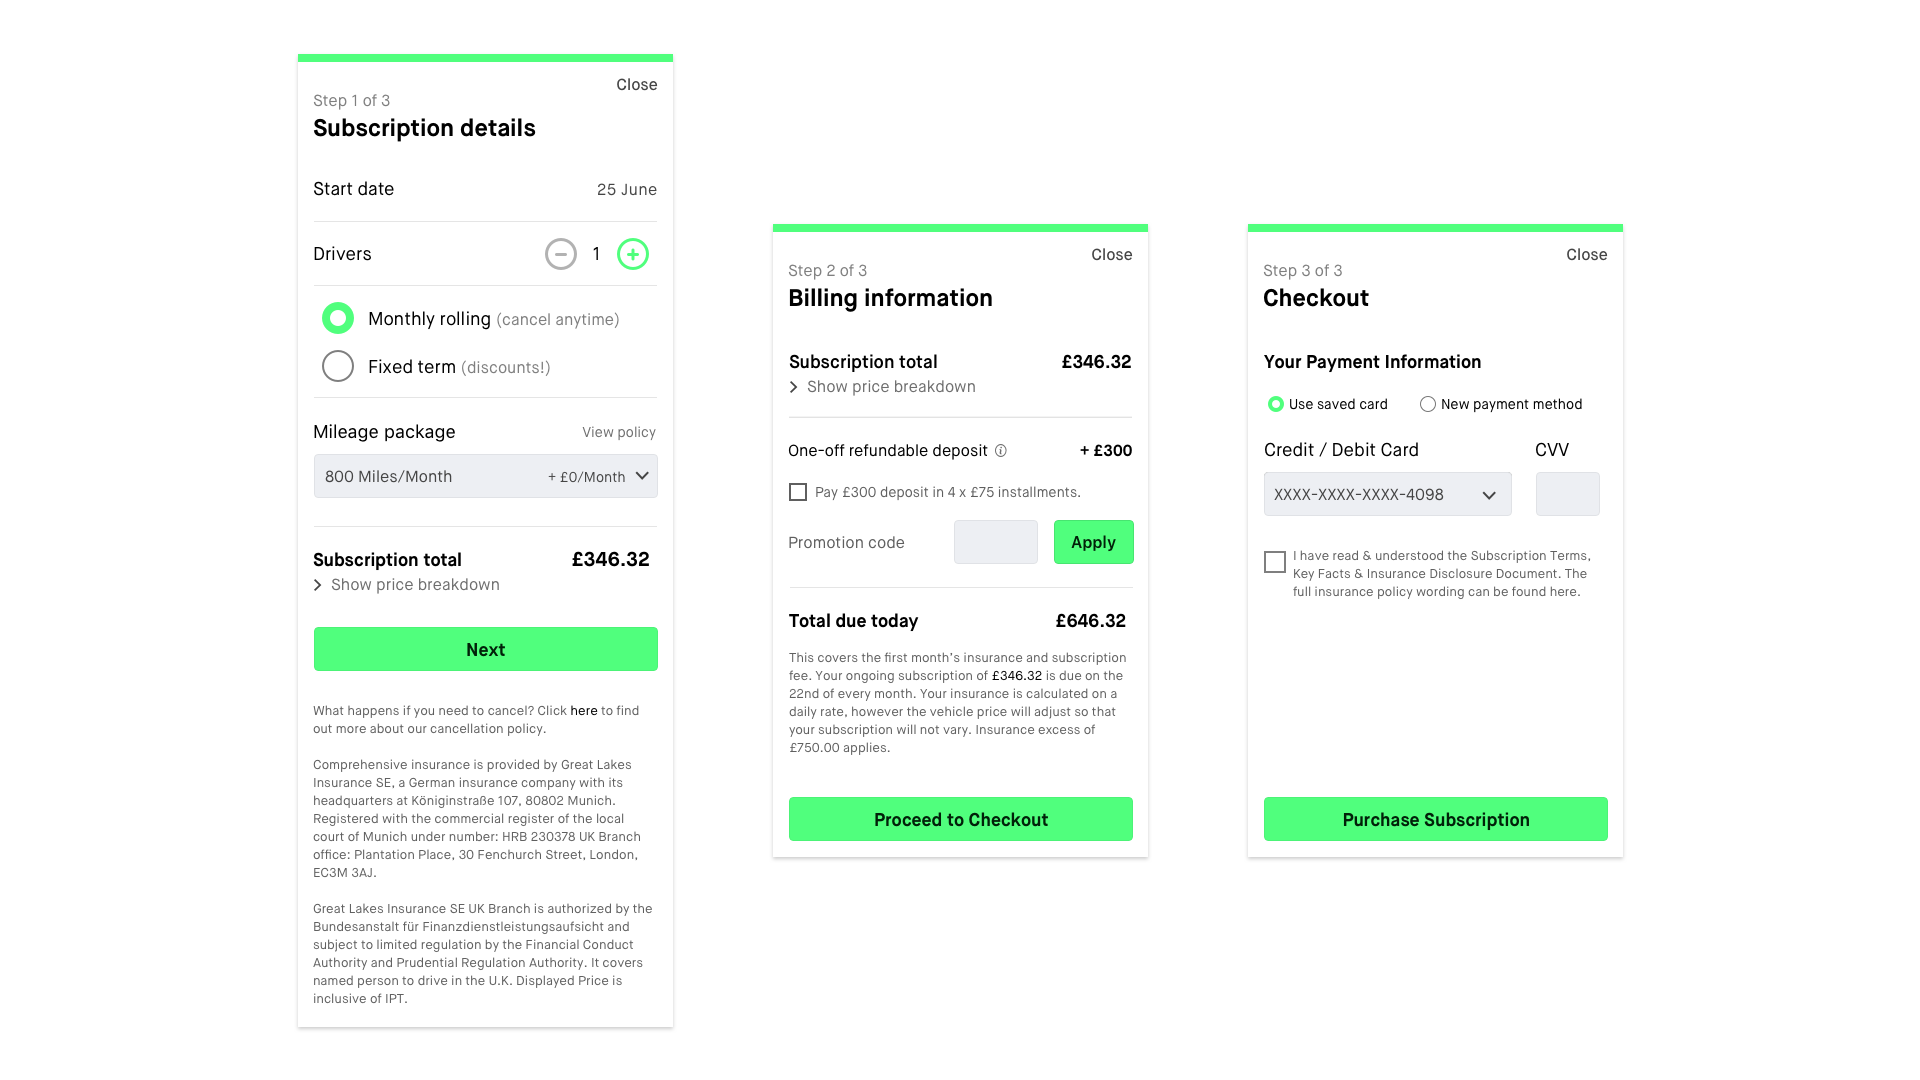 Close
Step 1 of 3
Subscription details
Start date 25 June
Drivers 1
Monthly rolling (cancel anytime)
Fixed term (discounts!)
Mileage package View policy
800 Miles/Month + £0/Month
Subscription total £346.32
Show price breakdown
Next
What happens if you need to cancel? Click here to find
out more about our cancellation policy.
Comprehensive insurance is provided by Great Lakes
Insurance SE, a German insurance company with its
headquarters at Königinstraße 107, 80802 Munich.
Registered with the commercial register of the local
court of Munich under number: HRB 230378 UK Branch
office: Plantation Place, 30 Fenchurch Street, London,
EC3M 3AJ.
Great Lakes Insurance SE UK Branch is authorized by the
Bundesanstalt für Finanzdienstleistungsaufsicht and
subject to limited regulation by the Financial Conduct
Authority and Prudential Regulation Authority. It covers
named person to drive in the U.K. Displayed Price is
inclusive of IPT.
Close
Step 2 of 3
Billing information
Subscription total £346.32
Show price breakdown
One-off refundable deposit + £300
Pay £300 deposit in 4 x £75 installments.
Promotion code Apply
Total due today £646.32
This covers the first month's insurance and subscription
fee. Your ongoing subscription of £346.32 is due on the
22nd of every month. Your insurance is calculated on a
daily rate, however the vehicle price will adjust so that
your subscription will not vary. Insurance excess of
£750.00 applies.
Proceed to Checkout
Close
Step 3 of 3
Checkout
Your Payment Information
Use saved card New payment method
Credit / Debit Card CVV
XXXX-XXXX-XXXX-4098
I have read & understood the Subscription Terms,
Key Facts & Insurance Disclosure Document. The
full insurance policy wording can be found here.
Purchase Subscription